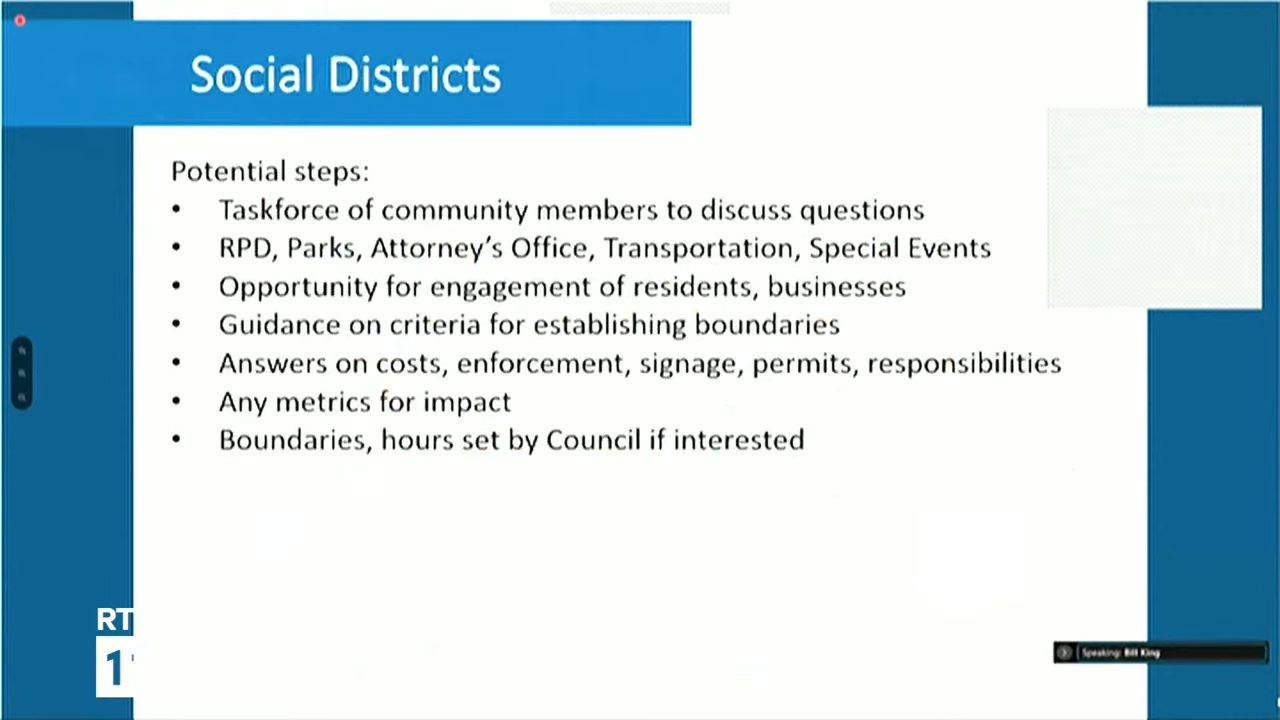 Social Districts
Potential steps:
• Taskforce of community members to discuss questions
• RPD, Parks, Attorney’s Office, Transportation, Special Events
• Opportunity for engagement of residents, businesses
• Guidance on criteria for establishing boundaries
• Answers on costs, enforcement, signage, permits, responsibilities
• Any metrics for impact
• Boundaries, hours set by Council if interested
RT
11
Speaking: Bill King